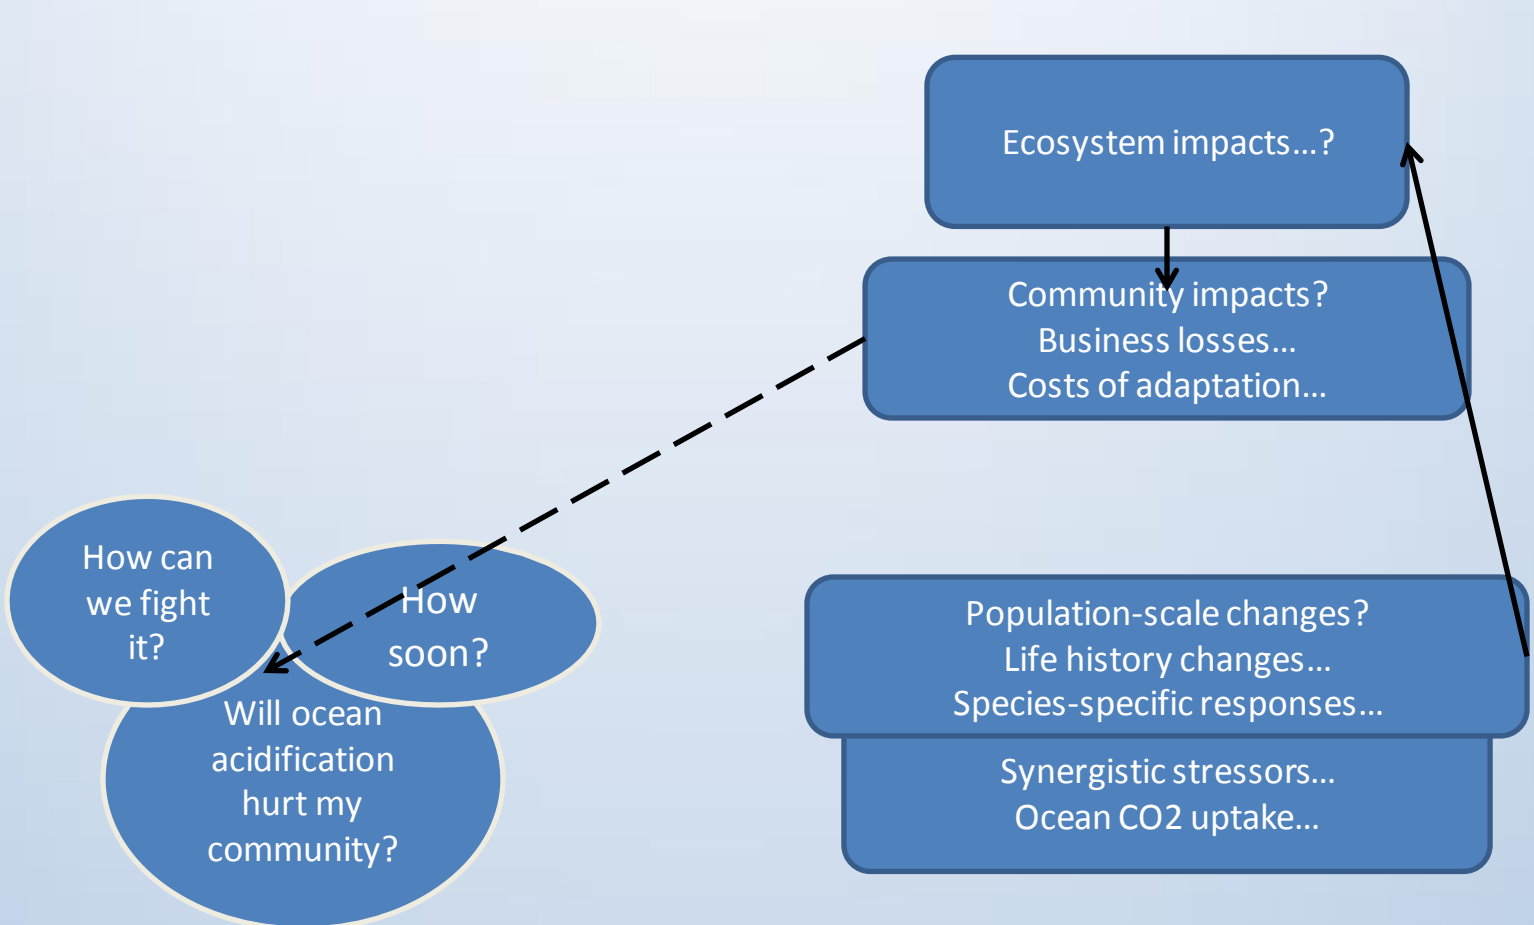 Ecosystem impacts...?
Community impacts?
Business losses...
Costs of adaptation...
How can
we fight
it?
How
soon?
Will ocean
acidification
hurt my
community?
Population-scale changes?
Life history changes...
Species-specific responses...
Synergistic stressors...
Ocean CO2 uptake...